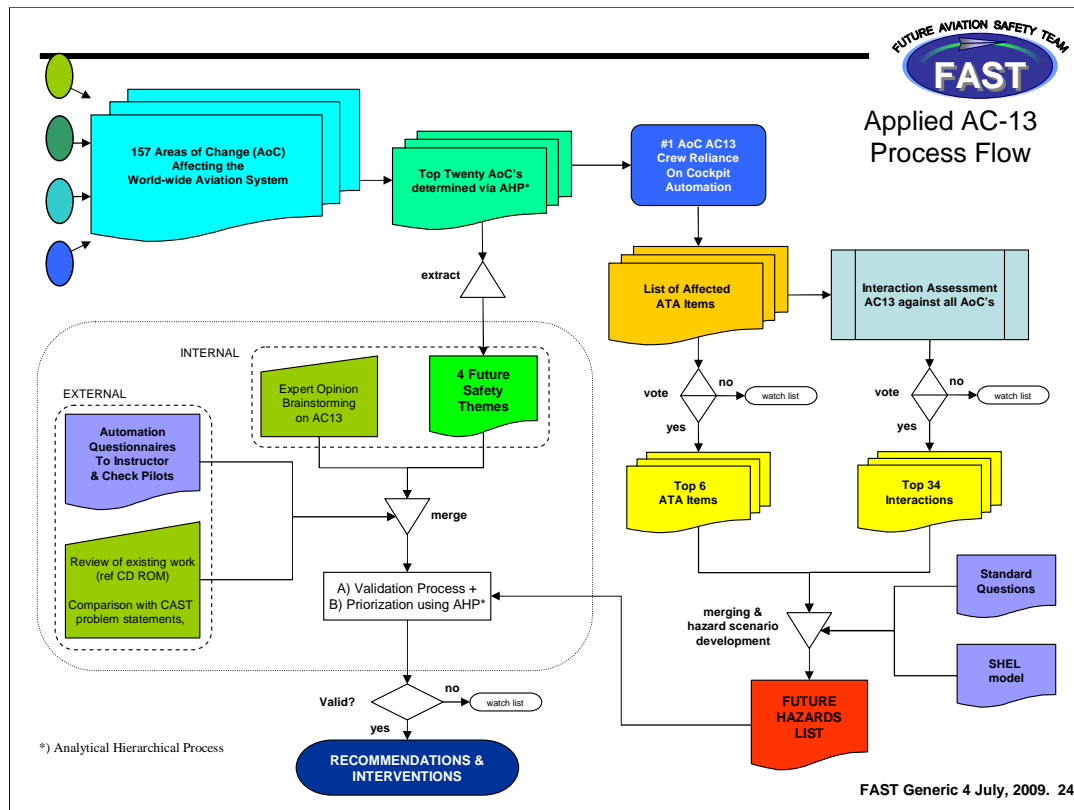 FUTURE AVIATION SAFETY TEAM
FAST
Applied AC-13
Process Flow
157 Areas of Change (AoC)
Affecting the
World-wide Aviation System
Top Twenty AoC's
determined via AHP*
#1 AoC AC13
Crew Reliance
On Cockpit
Automation
extract
List of Affected
ATA Items
Interaction Assessment
AC13 against all AoC's
INTERNAL
Expert Opinion
Brainstorming
on AC13
4 Future
Safety
Themes
EXTERNAL
Automation
Questionnaires
To Instructor
& Check Pilots
vote
no
watch list
yes
vote
no
watch list
yes
Top 6
ATA Items
Top 34
Interactions
merge
Review of existing work
(ref CD ROM)
Comparison with CAST
problem statements,
A) Validation Process +
B) Priorization using AHP*
merging &
hazard scenario
development
Standard
Questions
SHEL
model
Valid?
no
watch list
yes
FUTURE
HAZARDS
LIST
*) Analytical Hierarchical Process
RECOMMENDATIONS &
INTERVENTIONS
FAST Generic 4 July, 2009. 24